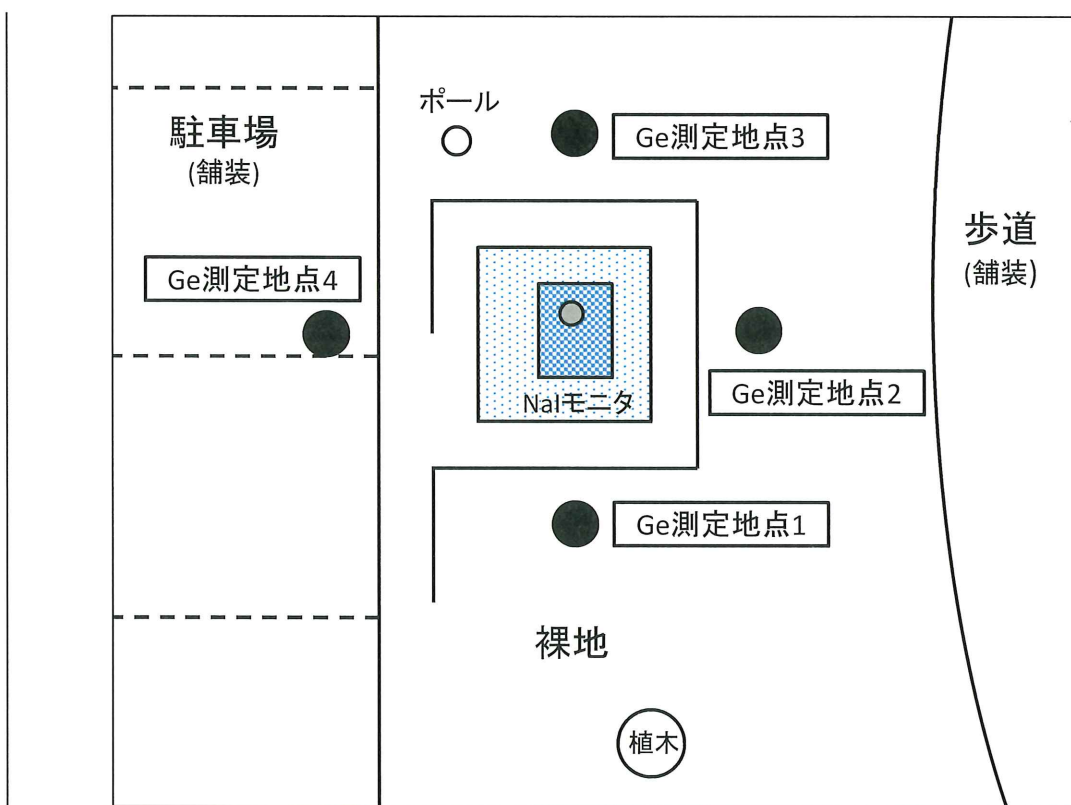 ポール
駐車場
(舗装)
Ge測定地点3
歩道
(舗装)
Ge測定地点4
Ge測定地点2
NaIモニタ
Ge測定地点1
裸地
植木